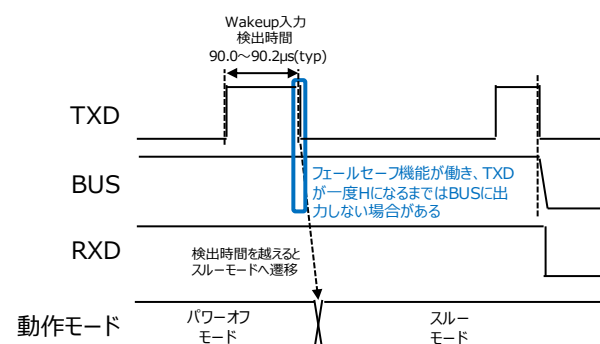 Wakeup入力
検出時間
90.0～90.2μs(typ)
TXD
フェールセーフ機能が働き、TXD
が一度HになるまではBUSに出
力しない場合がある
BUS
RXD
検出時間を越えると
スルーモードへ遷移
動作モード
パワーオフ
モード
スルー
モード